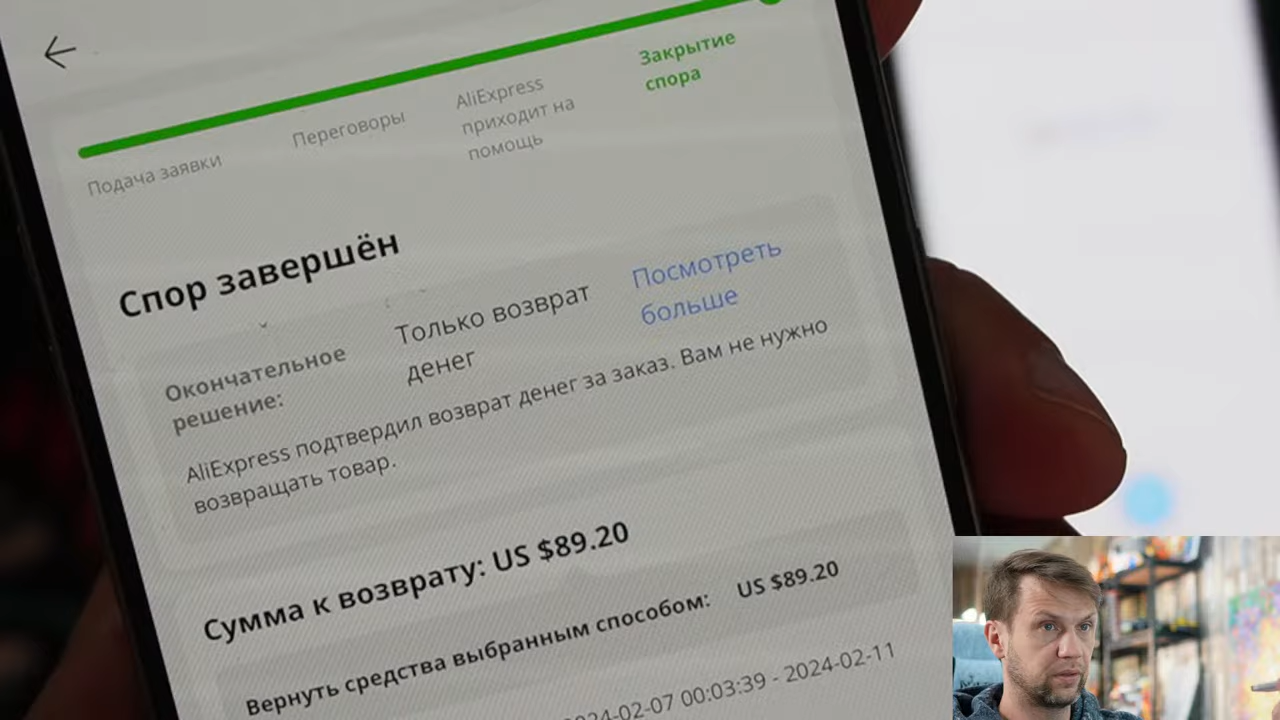 Закрытие
спора
AliExpress
приходит на
помощь
Переговоры
Подача заявки
Спор завершён
Посмотреть
больше
Только возврат
денег
Окончательное
решение:
AliExpress подтвердил возврат денег за заказ. Вам не нужно
возвращать товар.
Сумма к возврату: US $89.20
Вернуть средства выбранным способом: US $89.20
2024-02-07 00:03:39 - 2024-02-11